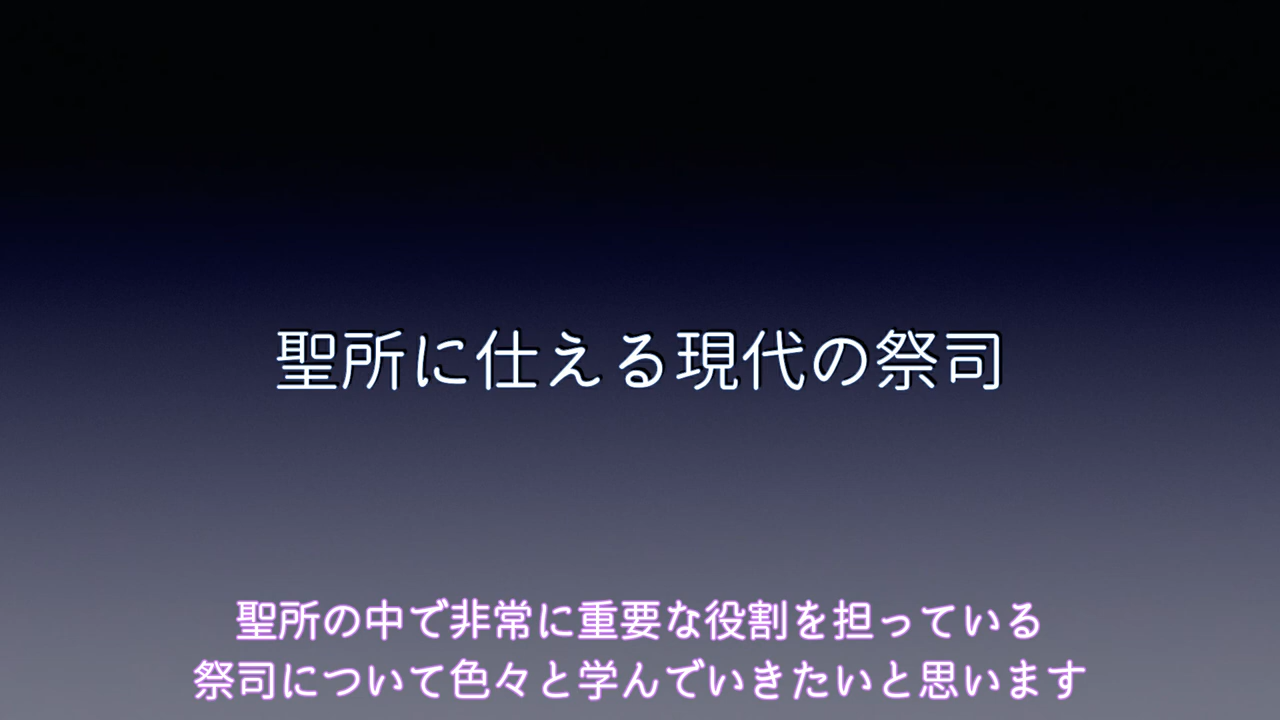 聖所に仕える現代の祭司
聖所の中で非常に重要な役割を担っている
祭司について色々と学んでいきたいと思います